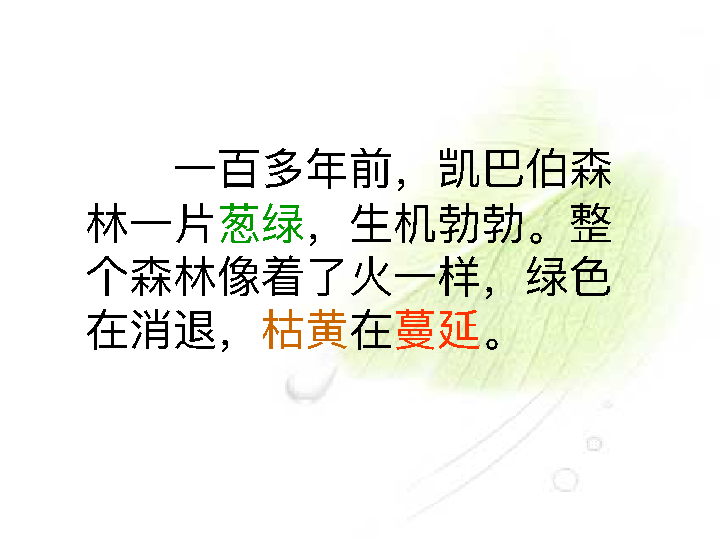 一百多年前，凯巴伯森
林一片葱绿，生机勃勃。整
个森林像着了火一样，绿色
在消退，枯黄在蔓延。